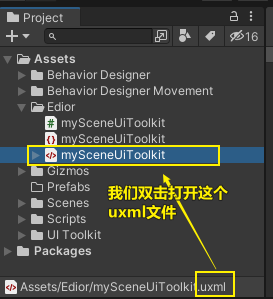 Project
16
Assets
Behavior Designer
Behavior Designer Movement
Edior
mySceneUiToolkit
mySceneUiToolkit
mySceneUiToolkit
Gizmos
Prefabs
Scenes
Scripts
UI Toolkit
Packages
我们双击打开这个
uxml文件
Assets/Edior/mySceneUiToolkit.uxml